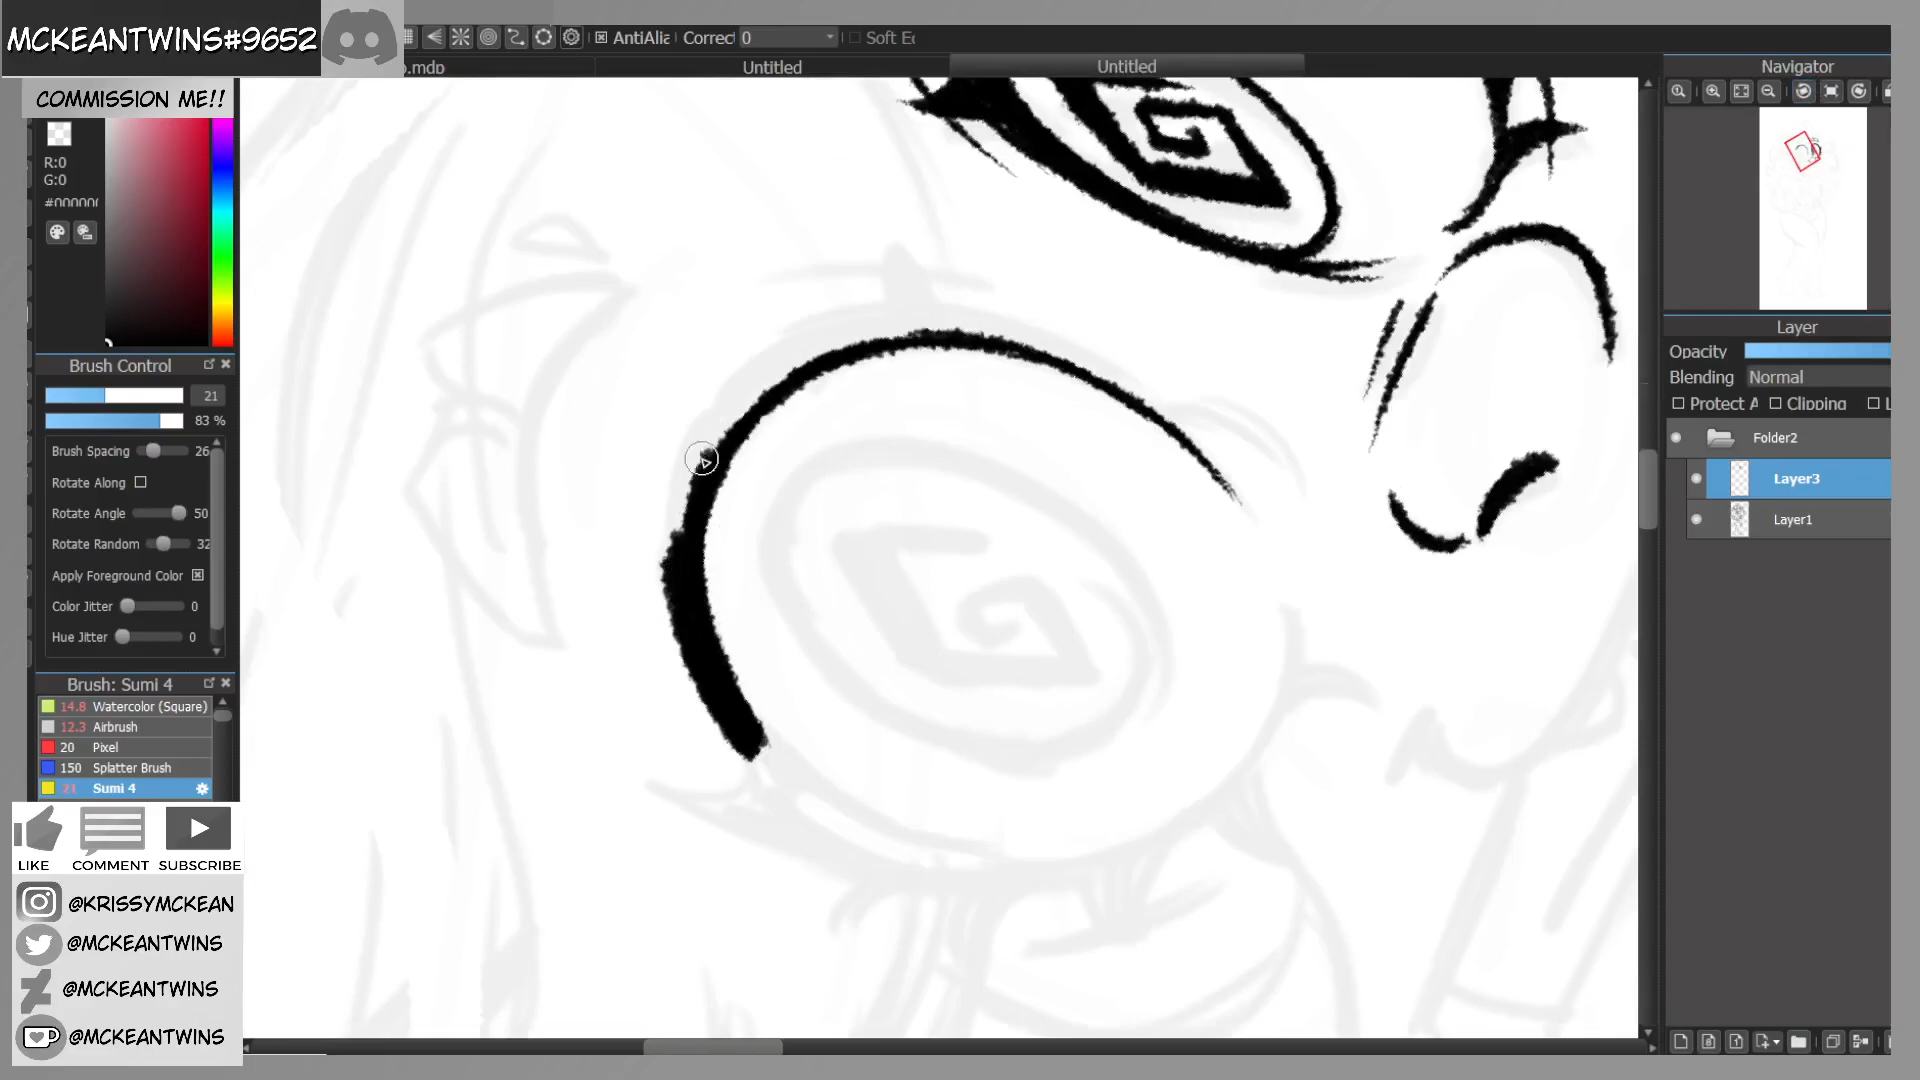 MCKEANTWINS#9652
COMMISSION ME!!
AntiAlia
Correct 0
Soft Ec
.mdp
Untitled
Untitled
Navigator
R:0
G:0
#000000
Brush Control
21
83 %
Brush Spacing 26
Rotate Along
Rotate Angle 50
Rotate Random 32
Apply Foreground Color
Color Jitter 0
Hue Jitter 0
Brush: Sumi 4
14.8 Watercolor (Square)
12.3 Airbrush
20 Pixel
150 Splatter Brush
21 Sumi 4
LIKE COMMENT SUBSCRIBE
@KRISSYMCKEAN
@MCKEANTWINS
@MCKEANTWINS
@MCKEANTWINS
Layer
Opacity
Blending Normal
Protect A Clipping L
Folder2
Layer3
Layer1